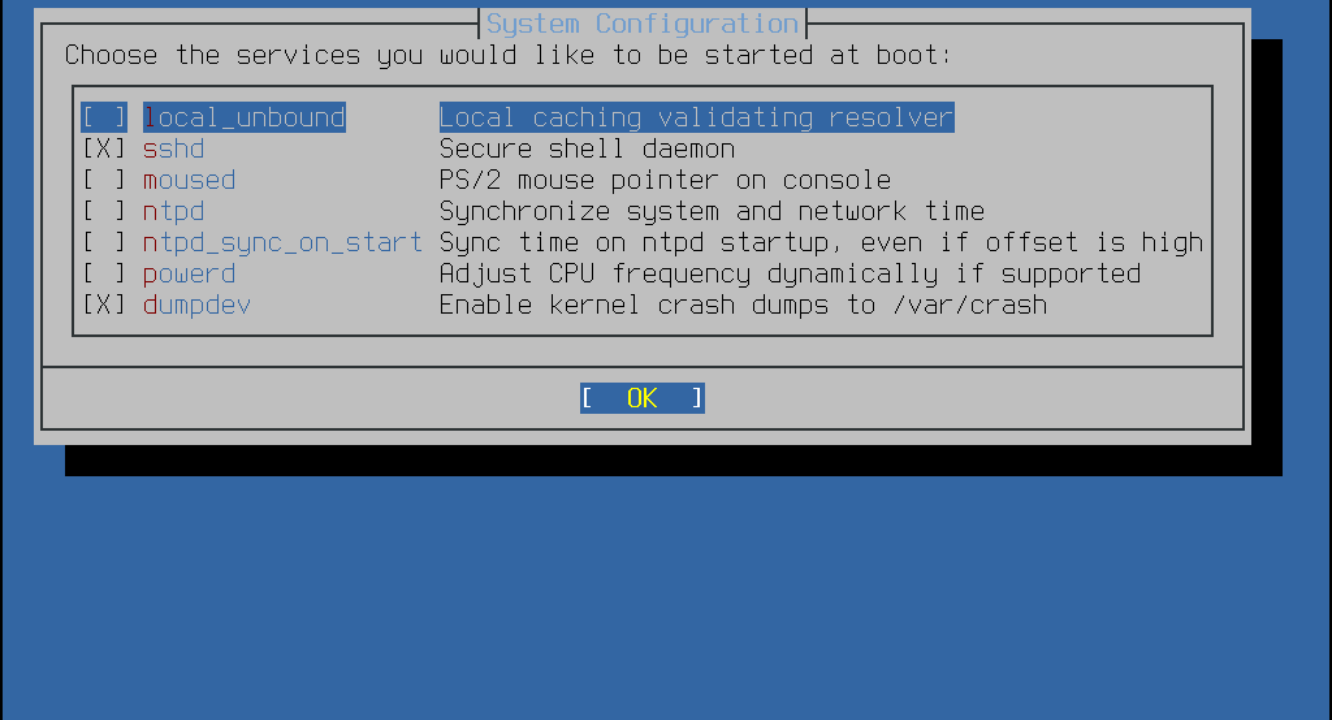 System Configuration
Choose the services you would like to be started at boot:
[ ] local_unbound Local caching validating resolver
[X] sshd Secure shell daemon
[ ] moused PS/2 mouse pointer on console
[ ] ntpd Synchronize system and network time
[ ] ntpd_sync_on_start Sync time on ntpd startup, even if offset is high
[ ] powerd Adjust CPU frequency dynamically if supported
[X] dumpdev Enable kernel crash dumps to /var/crash
[ OK ]